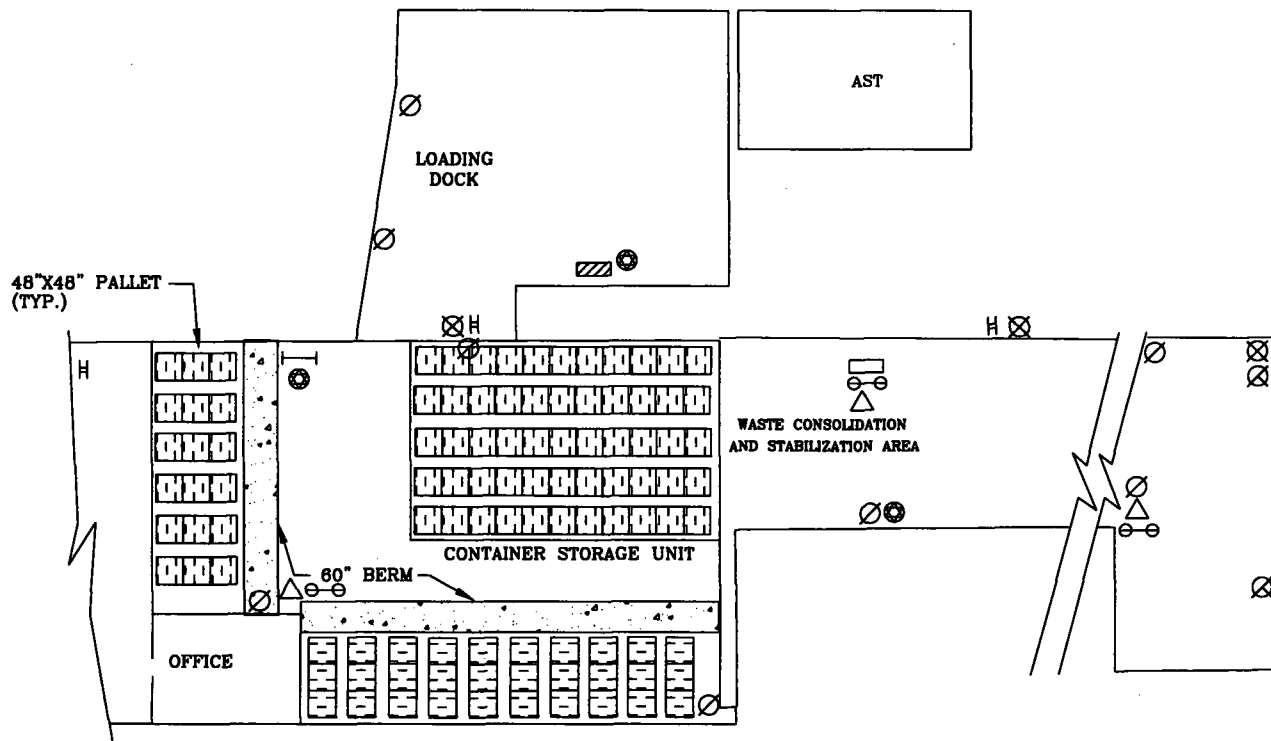 AST
LOADING
DOCK
48"X48" PALLET
(TYP.)
WASTE CONSOLIDATION
AND STABILIZATION AREA
CONTAINER STORAGE UNIT
60" BERM
OFFICE